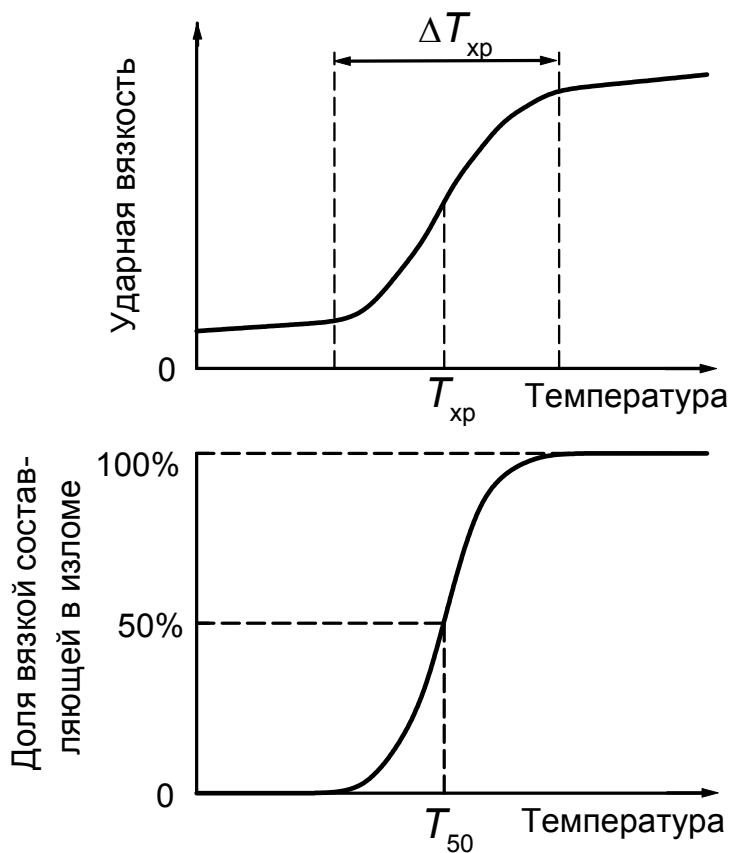 ΔTхр
Ударная вязкость
0
Tхр
Температура
100%
50%
Доля вязкой состав-
ляющей в изломе
0
T50
Температура